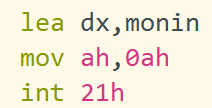 lea dx,monin
mov ah,0ah
int 21h